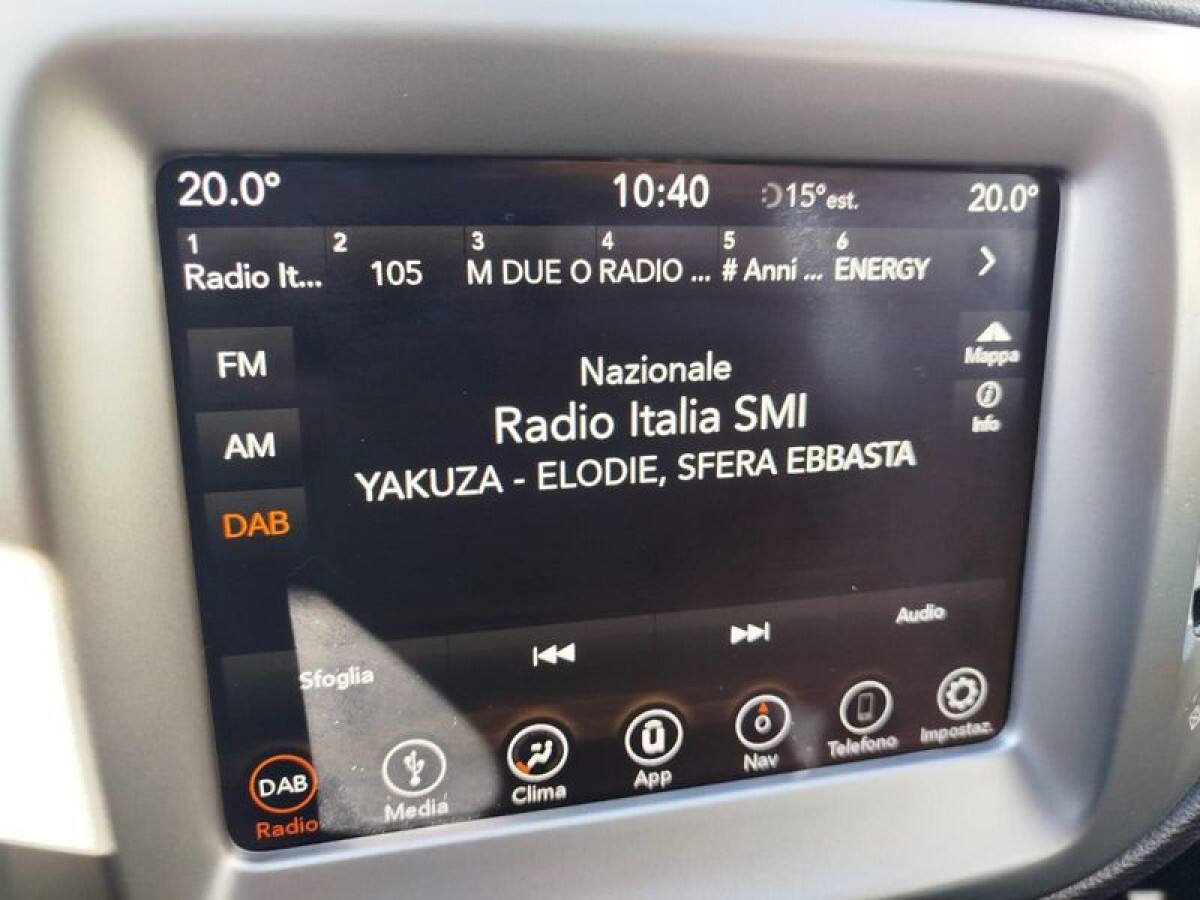 20.0° 10:40 15°est. 20.0°
1 2 3 4 5 6
Radio It... 105 M DUE O RADIO ... # Anni ... ENERGY
FM
Nazionale
Mappa
Radio Italia SMI
Info
AM
YAKUZA - ELODIE, SFERA EBBASTA
DAB
Sfoglia Audio
DAB
Radio Media Clima App Nav Telefono Impostaz.